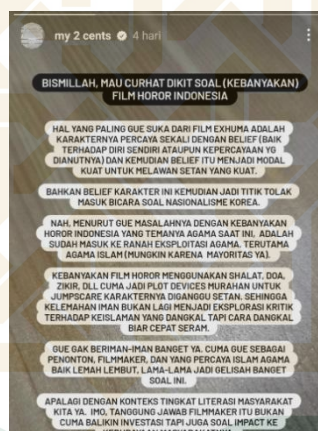 my 2 cents 4 hari
BISMILLAH, MAU CURHAT DIKIT SOAL (KEBANYAKAN)
FILM HOROR INDONESIA
HAL YANG PALING GUE SUKA DARI FILM EXHUMA ADALAH
KARAKTERNYA PERCAYA SEKALI DENGAN BELIEF (BAIK
TERHADAP DIRI SENDIRI ATAUPUN KEPERCAYAAN YG
DIANUTNYA) DAN KEMUDIAN BELIEF ITU MENJADI MODAL
KUAT UNTUK MELAWAN SETAN YANG KUAT.
BAHKAN BELIEF KARAKTER INI KEMUDIAN JADI TITIK TOLAK
MASUK BICARA SOAL NASIONALISME KOREA.
NAH, MENURUT GUE MASALAHNYA DENGAN KEBANYAKAN
HOROR INDONESIA YANG TEMANYA AGAMA SAAT INI, ADALAH
SUDAH MASUK KE RANAH EKSPLOITASI AGAMA. TERUTAMA
AGAMA ISLAM (MUNGKIN KARENA MAYORITAS YA).
KEBANYAKAN FILM HOROR MENGGUNAKAN SHALAT, DOA,
ZIKIR, DLL CUMA JADI PLOT DEVICES MURAHAN UNTUK
JUMPSCARE KARAKTERNYA DIGANGGU SETAN. SEHINGGA
KELEMAHAN IMAN BUKAN LAGI MENJADI EKSPLORASI KRITIK
TERHADAP KEISLAMAN YANG DANGKAL TAPI CARA DANGKAL
BIAR CEPAT SERAM.
GUE GAK BERIMAN-IMAN BANGET YA. CUMA GUE SEBAGAI
PENONTON, FILMMAKER, DAN YANG PERCAYA ISLAM AGAMA
BAIK LEMAH LEMBUT, LAMA-LAMA JADI GELISAH BANGET
SOAL INI.
APALAGI DENGAN KONTEKS TINGKAT LITERASI MASYARAKAT
KITA YA. IMO, TANGGUNG JAWAB FILMMAKER ITU BUKAN
CUMA BALIKIN INVESTASI TAPI JUGA SOAL IMPACT KE